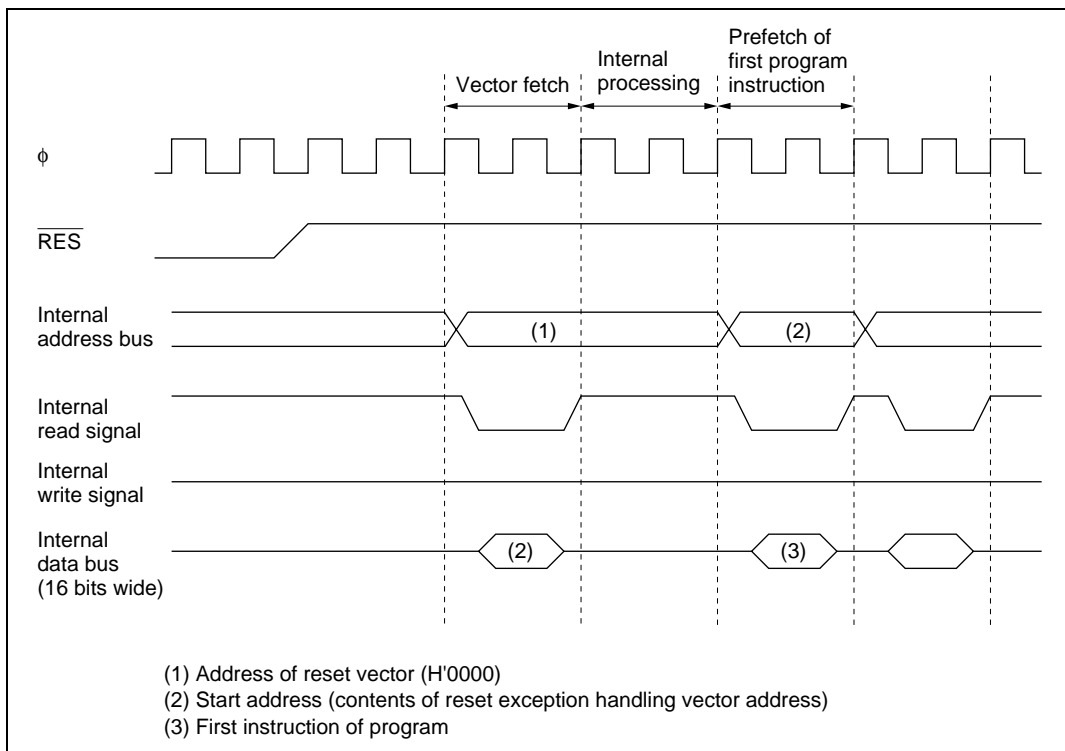 Prefetch of
first program
instruction
Internal
processing
Vector fetch
φ
RES
Internal
address bus
(1)
(2)
Internal
read signal
Internal
write signal
Internal
data bus
(16 bits wide)
(2)
(3)
(1) Address of reset vector (H'0000)
(2) Start address (contents of reset exception handling vector address)
(3) First instruction of program